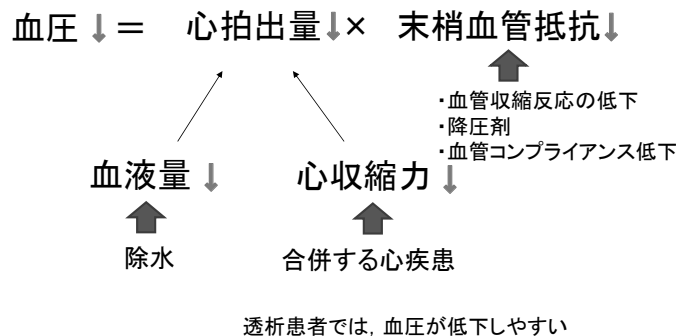 血圧 ↓ = 心拍出量↓× 末梢血管抵抗↓
・血管収縮反応の低下
・降圧剤
・血管コンプライアンス低下
血液量 ↓ 心収縮力 ↓
除水 合併する心疾患
透析患者では, 血圧が低下しやすい